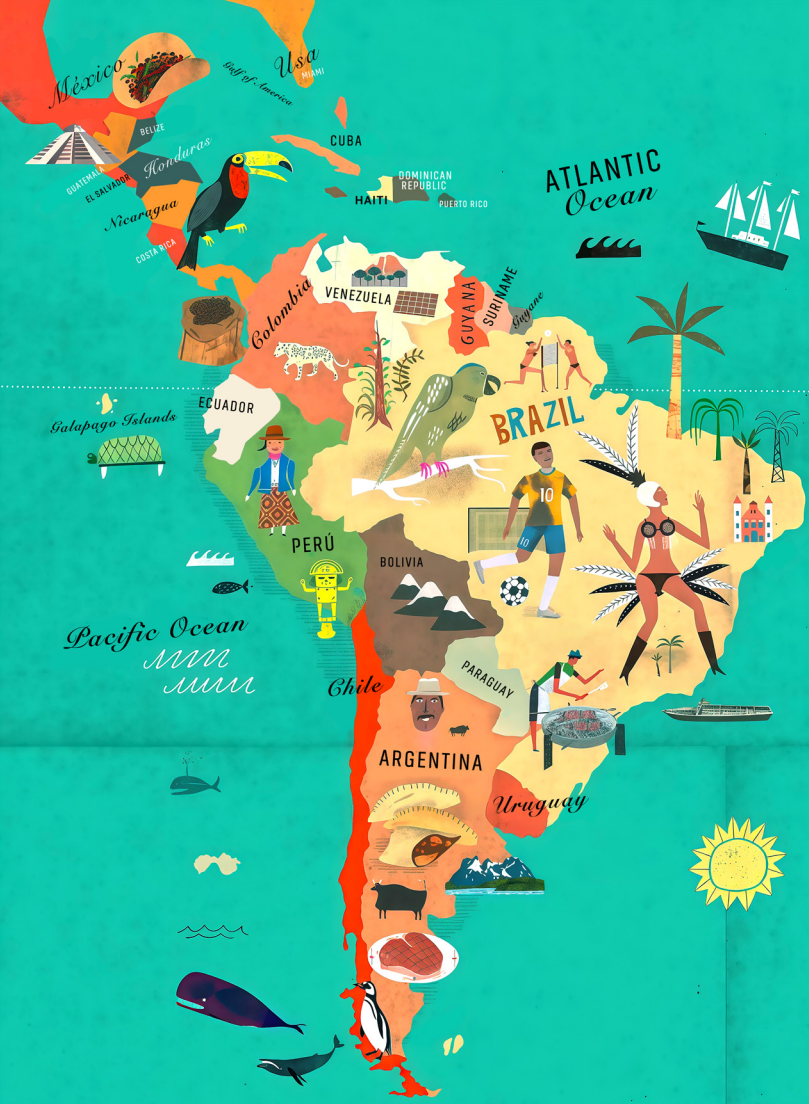 México
Usa
MIAMI
Gulf of America
CUBA
BELIZE
Honduras
GUATEMALA
EL SALVADOR
Nicaragua
COSTA RICA
HAITI
DOMINICAN
REPUBLIC
PUERTO RICO
ATLANTIC
Ocean
Colombia
VENEZUELA
GUYANA
SURINAME
Guyane
ECUADOR
Galapago Islands
BRAZIL
10
10
PERÚ
BOLIVIA
Pacific Ocean
Chile
PARAGUAY
ARGENTINA
Uruguay